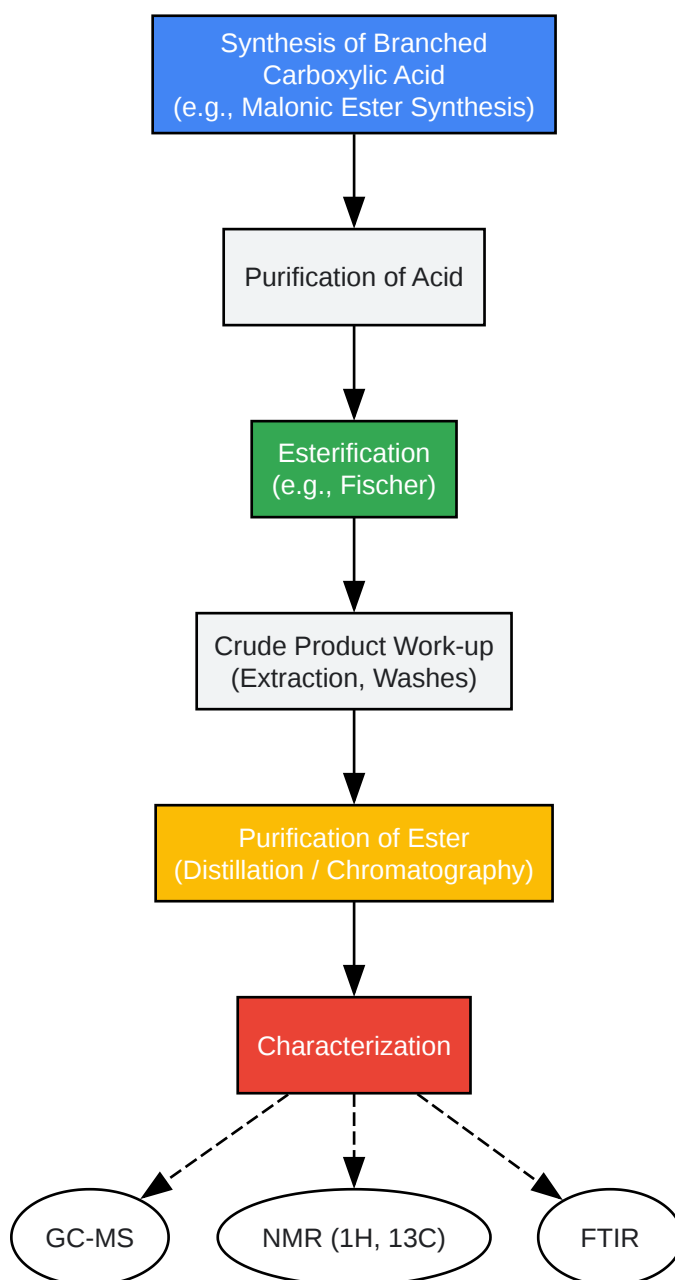 Synthesis of Branched
Carboxylic Acid
(e.g., Malonic Ester Synthesis)
Purification of Acid
Esterification
(e.g., Fischer)
Crude Product Work-up
(Extraction, Washes)
Purification of Ester
(Distillation / Chromatography)
Characterization
GC-MS
NMR (1H, 13C)
FTIR